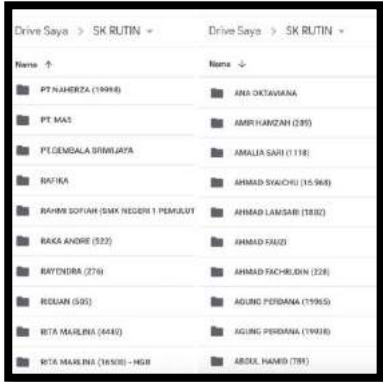 Drive Saya > SK RUTIN
Nama ↑
PT.NAHERZA (19998)
PT. MAS
PT.GEMBALA SRIWIJAYA
RAFIKA
RAHMI SOFIAH (SMK NEGERI 1 PEMULUT
RAKA ANDRE (522)
RAYENDRA (276)
RIDUAN (505)
RITA MARLINA (4482)
RITA MARLINA (16500) - HGB
Drive Saya > SK RUTIN
Nama ↓
ANA OKTAVIANA
AMIR HAMZAH (285)
AMALIA SARI (1118)
AHMAD SYAICHU (15.968)
AHMAD LAMSARI (1802)
AHMAD FAUZI
AHMAD FACHRUDIN (228)
AGUNG PERDANA (19965)
AGUNG PERDANA (19938)
ABDUL HAMID (789)